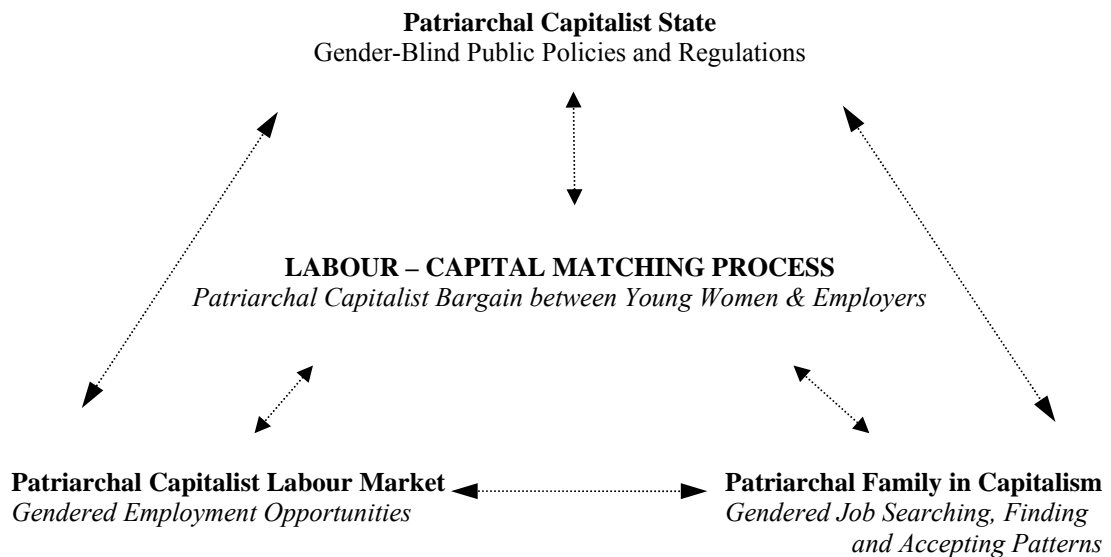 Patriarchal Capitalist State
Gender-Blind Public Policies and Regulations
LABOUR – CAPITAL MATCHING PROCESS
Patriarchal Capitalist Bargain between Young Women & Employers
Patriarchal Capitalist Labour Market
Gendered Employment Opportunities
Patriarchal Family in Capitalism
Gendered Job Searching, Finding
and Accepting Patterns